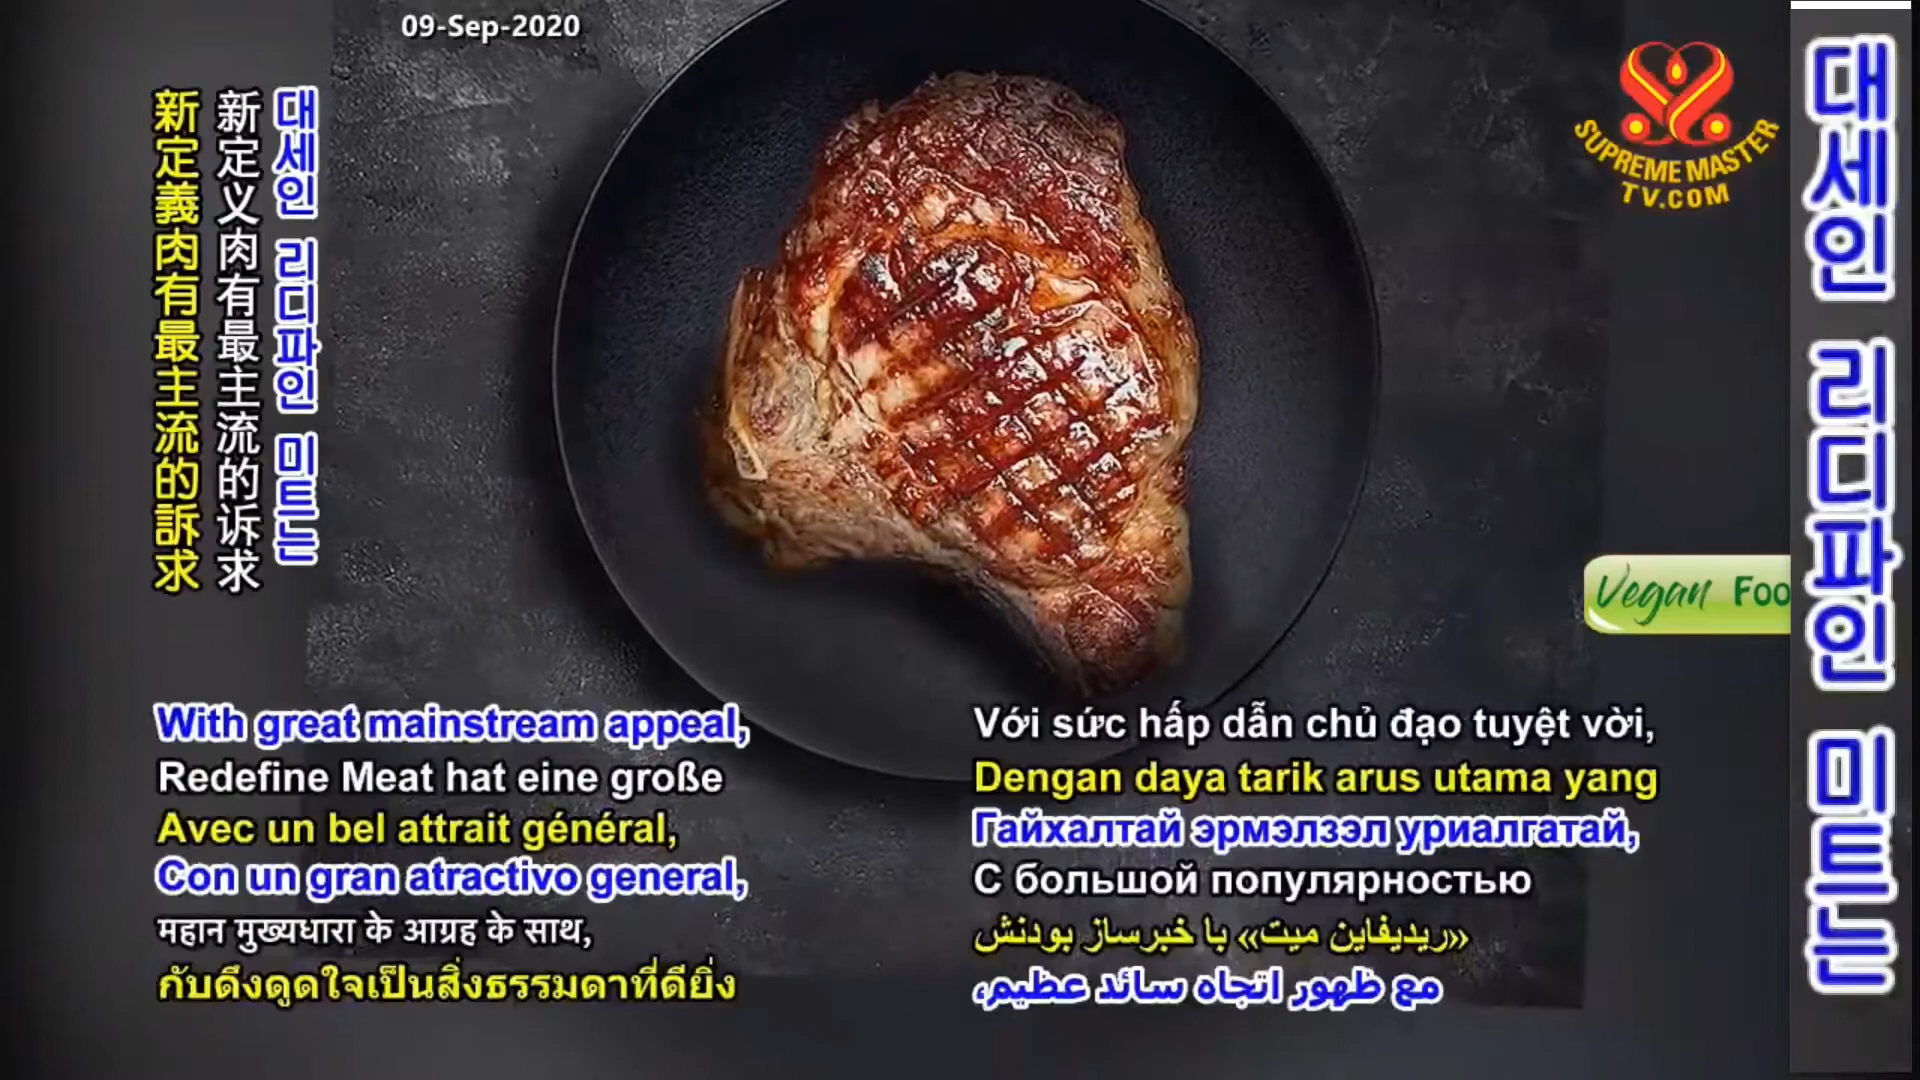 09-Sep-2020
SUPREME MASTER
TV.COM
新定義肉有最主流的訴求
新定义肉有最主流的诉求
대세인 리디파인 미트는
대세인 리디파인 미트는
Vegan Foo
With great mainstream appeal,
Redefine Meat hat eine große
Avec un bel attrait général,
Con un gran atractivo general,
महान मुख्यधारा के आग्रह के साथ,
กับดึงดูดใจเป็นสิ่งธรรมดาที่ดียิ่ง
Với sức hấp dẫn chủ đạo tuyệt vời,
Dengan daya tarik arus utama yang
Гайхалтай эрмэлзэл уриалгатай,
С большой популярностью
«ریدیفاین میت» با خبرساز بودنش
مع ظهور اتجاه سائد عظيم،